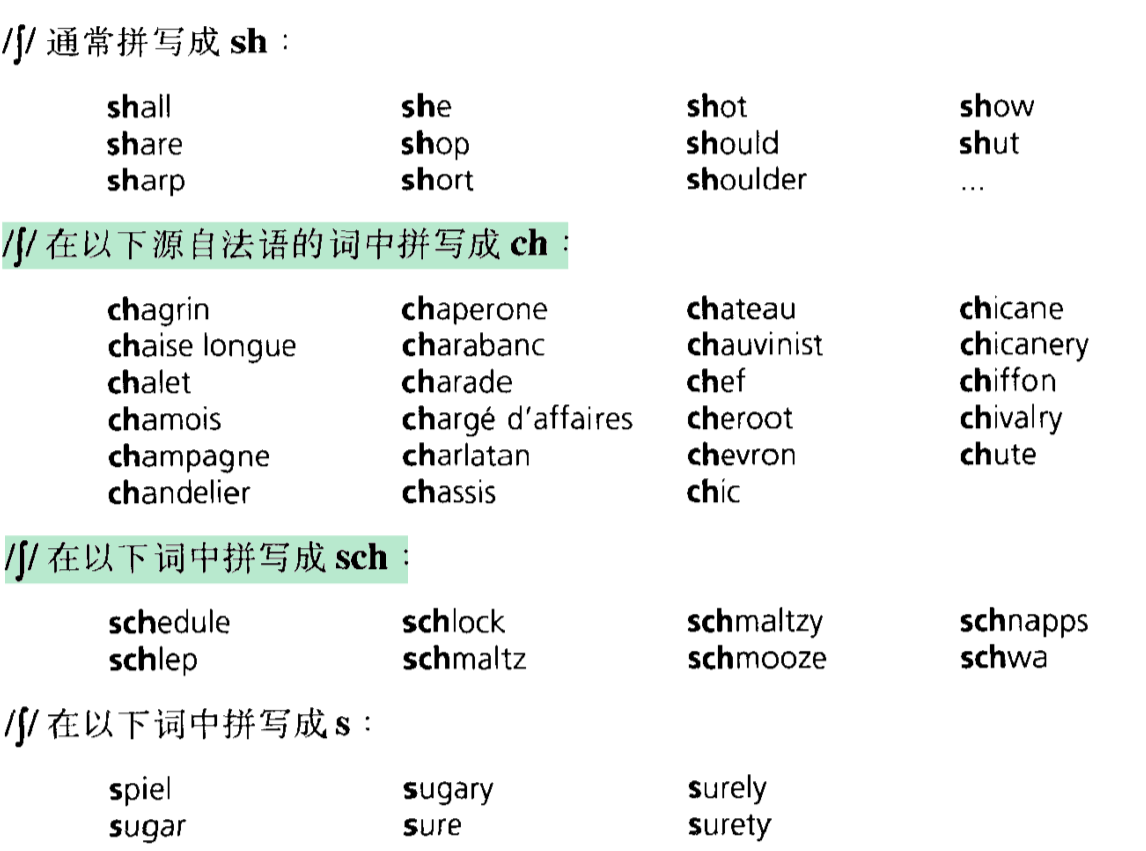 /ʃ/ 通常拼写成 sh：
shall she shot show
share shop should shut
sharp short shoulder ...
/ʃ/ 在以下源自法语的词中拼写成 ch：
chagrin chaperone chateau chicane
chaise longue charabanc chauvinist chicanery
chalet charade chef chiffon
chamois chargé d'affaires cheroot chivalry
champagne charlatan chevron chute
chandelier chassis chic
/ʃ/ 在以下词中拼写成 sch：
schedule schlock schmaltzy schnapps
schlep schmaltz schmooze schwa
/ʃ/ 在以下词中拼写成 s：
spiel sugary surely
sugar sure surety